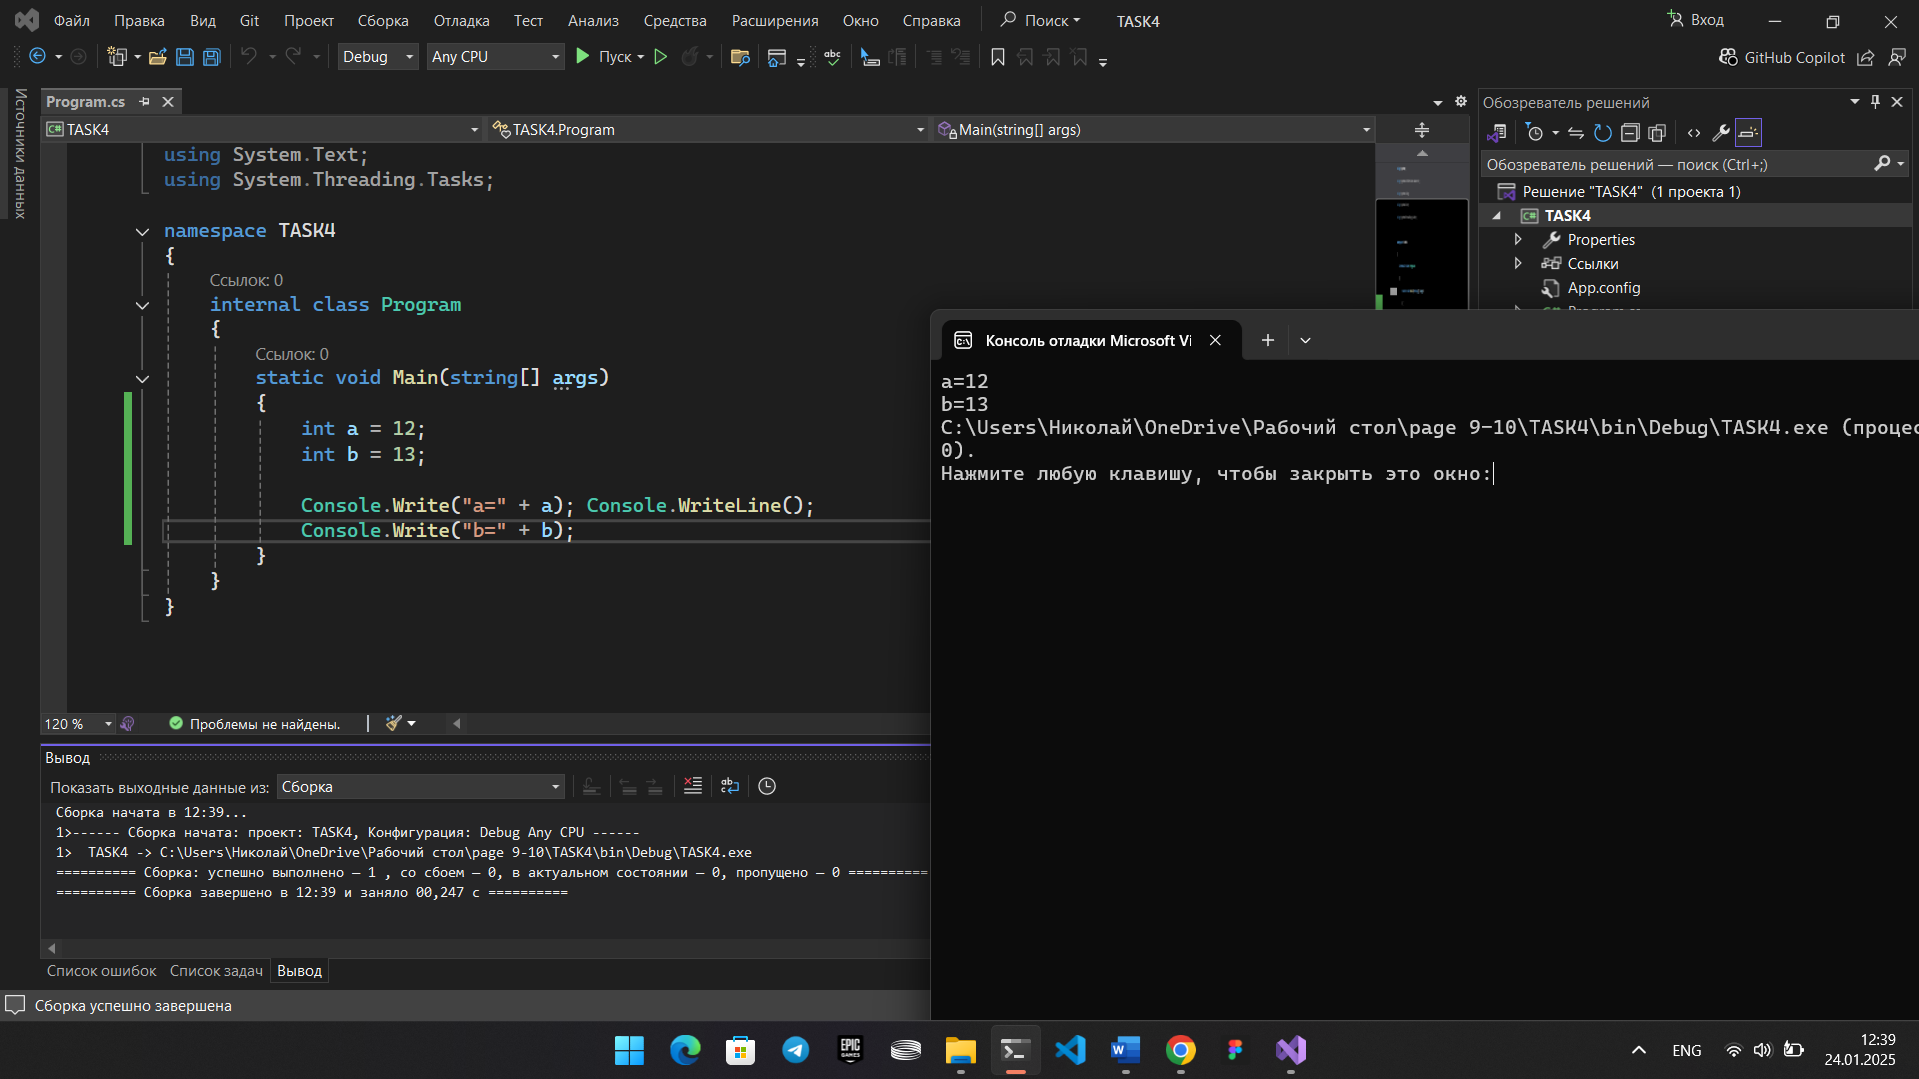 Файл Правка Вид Git Проект Сборка Отладка Тест Анализ Средства Расширения Окно Справка Поиск TASK4 Вход
Debug Any CPU Пуск GitHub Copilot
Источники данных
Program.cs
TASK4 TASK4.Program Main(string[] args)
using System.Text;
using System.Threading.Tasks;
namespace TASK4
{
Ссылок: 0
internal class Program
{
Ссылок: 0
static void Main(string[] args)
{
int a = 12;
int b = 13;
Console.Write("a=" + a); Console.WriteLine();
Console.Write("b=" + b);
}
}
}
120 % Проблемы не найдены.
Обозреватель решений
Обозреватель решений — поиск (Ctrl+;)
Решение "TASK4" (1 проекта 1)
TASK4
Properties
Ссылки
App.config
Консоль отладки Microsoft Vi
a=12
b=13
C:\Users\Николай\OneDrive\Рабочий стол\page 9-10\TASK4\bin\Debug\TASK4.exe (процес
0).
Нажмите любую клавишу, чтобы закрыть это окно:
Вывод
Показать выходные данные из: Сборка
Сборка начата в 12:39...
1>------ Сборка начата: проект: TASK4, Конфигурация: Debug Any CPU ------
1>  TASK4 -> C:\Users\Николай\OneDrive\Рабочий стол\page 9-10\TASK4\bin\Debug\TASK4.exe
========== Сборка: успешно выполнено — 1 , со сбоем — 0, в актуальном состоянии — 0, пропущено — 0 ==========
========== Сборка завершено в 12:39 и заняло 00,247 с ==========
Список ошибок Список задач Вывод
Сборка успешно завершена
EPIC GAMES
ENG 12:39
24.01.2025